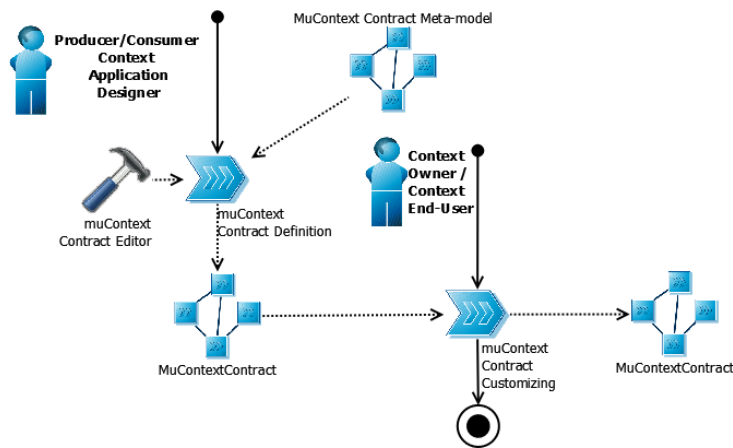 MuContext Contract Meta-model
Producer/Consumer
Context
Application
Designer
Context
Owner /
Context
End-User
muContext
Contract Editor
muContext
Contract Definition
MuContextContract
muContext
Contract
Customizing
MuContextContract